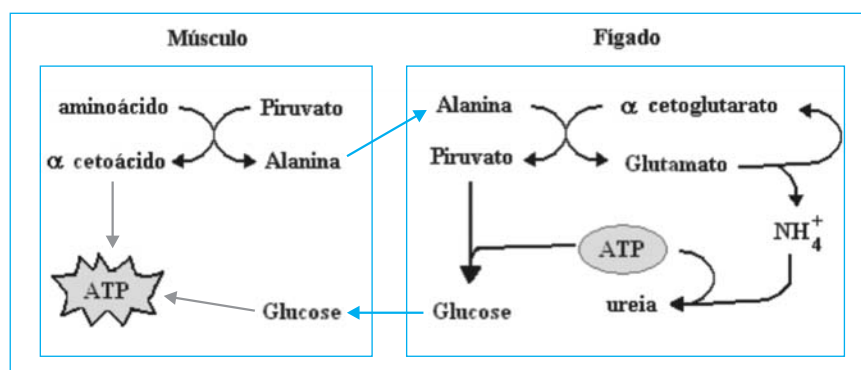 Músculo
Fígado
aminoácido
Piruvato
α cetoácido
Alanina
ATP
Glucose
Alanina
α cetoglutarato
Piruvato
Glutamato
NH₄⁺
ATP
Glucose
ureia